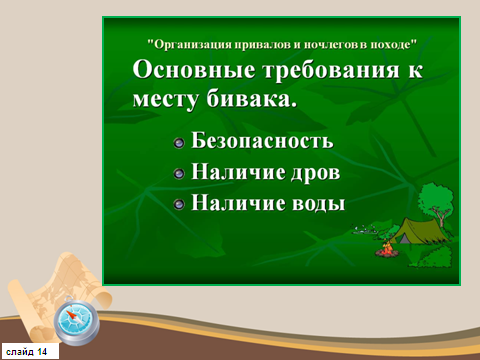 "Организация привалов и ночлегов в походе"
Основные требования к
месту бивака.
Безопасность
Наличие дров
Наличие воды
слайд 14